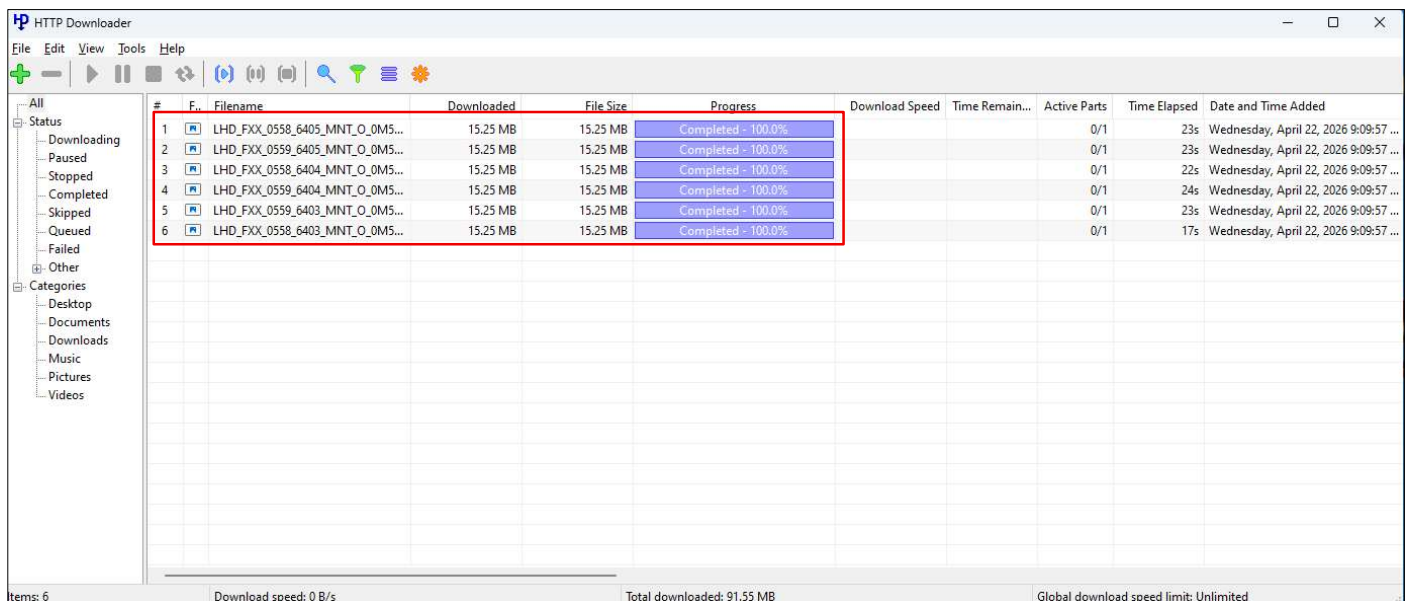 HTTP Downloader
File Edit View Tools Help
All
Status
Downloading
Paused
Stopped
Completed
Skipped
Queued
Failed
Other
Categories
Desktop
Documents
Downloads
Music
Pictures
Videos
# F.. Filename Downloaded File Size Progress Download Speed Time Remain... Active Parts Time Elapsed Date and Time Added
1 LHD_FXX_0558_6405_MNT_O_0M5... 15.25 MB 15.25 MB Completed - 100.0% 0/1 23s Wednesday, April 22, 2026 9:09:57 ...
2 LHD_FXX_0559_6405_MNT_O_0M5... 15.25 MB 15.25 MB Completed - 100.0% 0/1 23s Wednesday, April 22, 2026 9:09:57 ...
3 LHD_FXX_0558_6404_MNT_O_0M5... 15.25 MB 15.25 MB Completed - 100.0% 0/1 22s Wednesday, April 22, 2026 9:09:57 ...
4 LHD_FXX_0559_6404_MNT_O_0M5... 15.25 MB 15.25 MB Completed - 100.0% 0/1 24s Wednesday, April 22, 2026 9:09:57 ...
5 LHD_FXX_0559_6403_MNT_O_0M5... 15.25 MB 15.25 MB Completed - 100.0% 0/1 23s Wednesday, April 22, 2026 9:09:57 ...
6 LHD_FXX_0558_6403_MNT_O_0M5... 15.25 MB 15.25 MB Completed - 100.0% 0/1 17s Wednesday, April 22, 2026 9:09:57 ...
Items: 6 Download speed: 0 B/s Total downloaded: 91.55 MB Global download speed limit: Unlimited